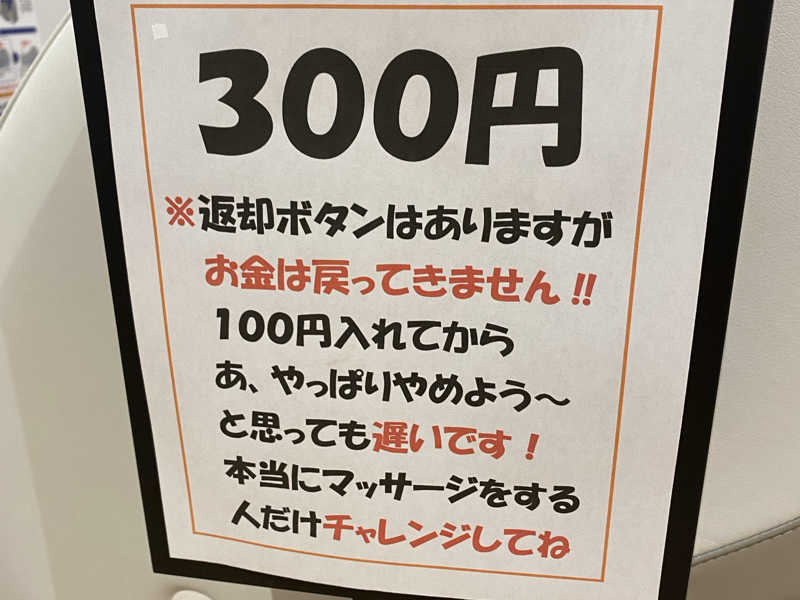 300円
※返却ボタンはありますが
お金は戻ってきません!!
100円入れてから
あ、やっぱりやめよう～
と思っても遅いです！
本当にマッサージをする
人だけチャレンジしてね